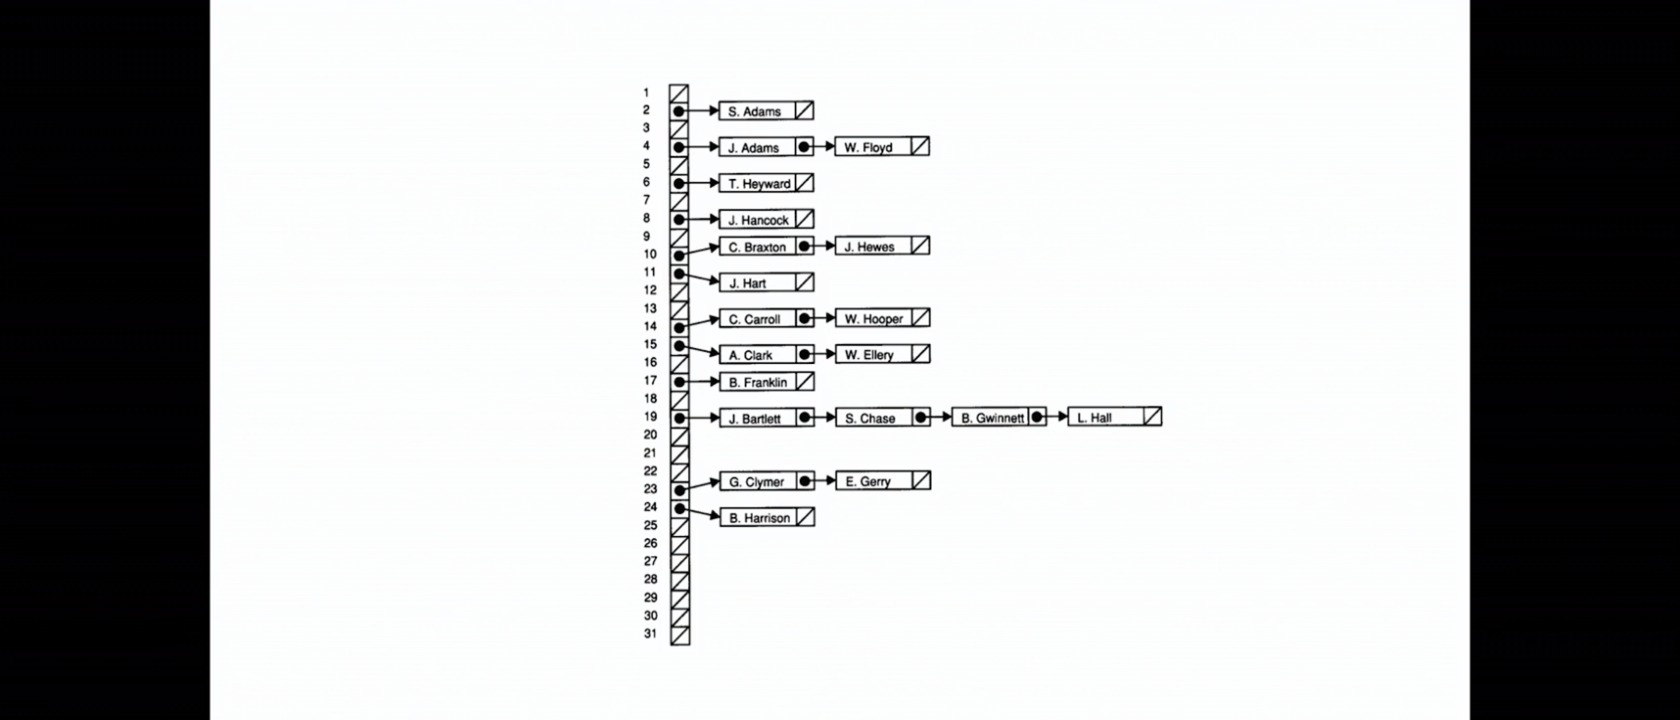 1
2 S. Adams
3
4 J. Adams W. Floyd
5
6 T. Heyward
7
8 J. Hancock
9
10 C. Braxton J. Hewes
11 J. Hart
12
13
14 C. Carroll W. Hooper
15 A. Clark W. Ellery
16
17 B. Franklin
18
19 J. Bartlett S. Chase B. Gwinnett L. Hall
20
21
22
23 G. Clymer E. Gerry
24 B. Harrison
25
26
27
28
29
30
31